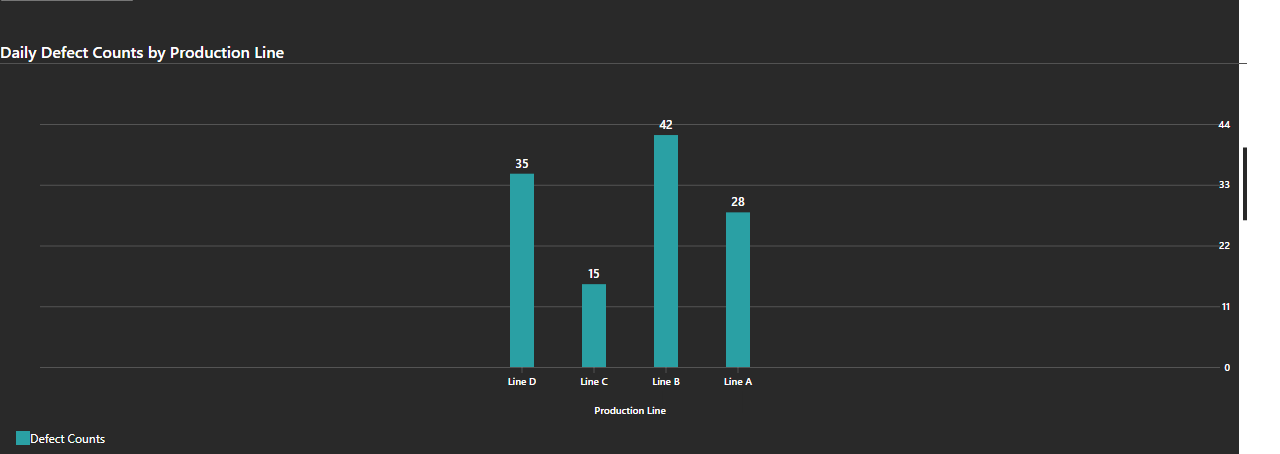 Daily Defect Counts by Production Line
44
33
22
11
0
35
15
42
28
Line D
Line C
Line B
Line A
Production Line
Defect Counts